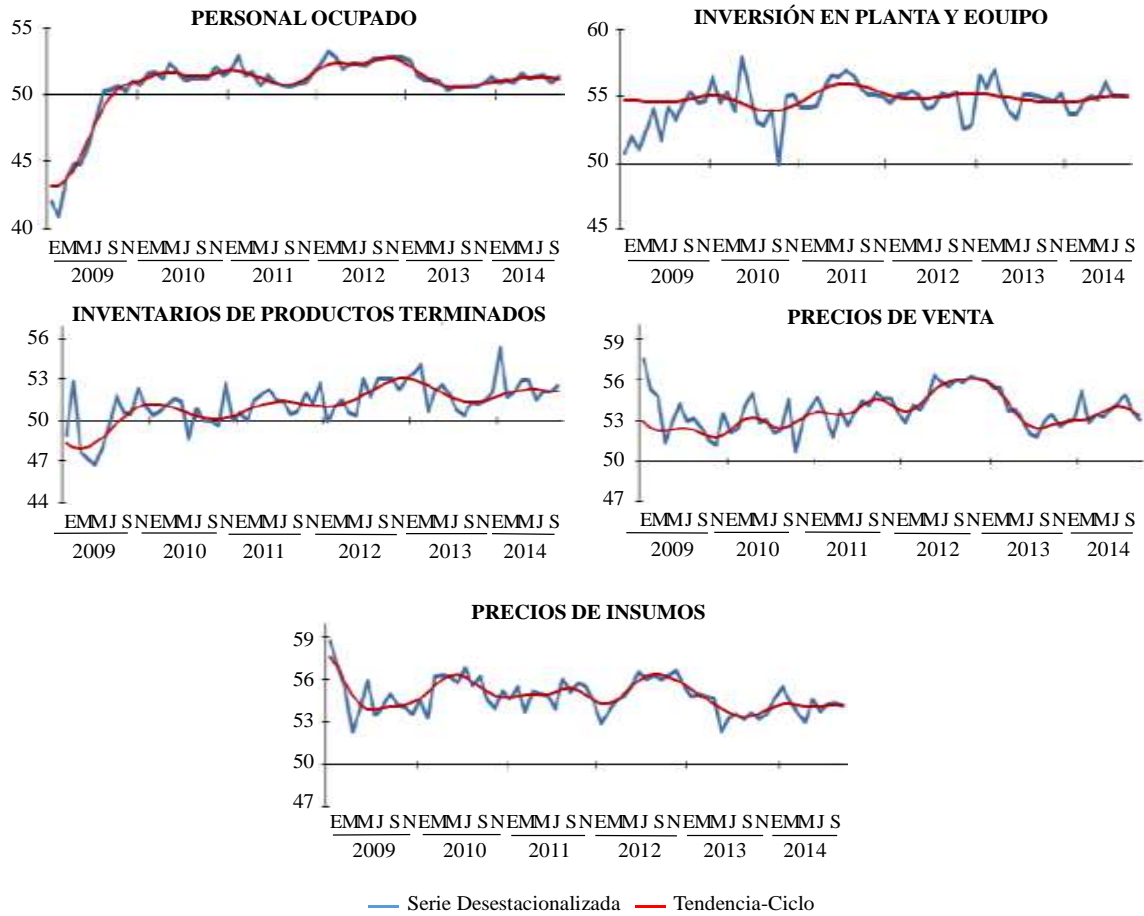 PERSONAL OCUPADO
55
50
45
40
EMMJ S NEMMJ S NEMMJ S NEMMJ S NEMMJ S NEMMJ S
2009 2010 2011 2012 2013 2014
INVERSIÓN EN PLANTA Y EQUIPO
60
55
50
45
EMMJ S NEMMJ S NEMMJ S NEMMJ S NEMMJ S NEMMJ S
2009 2010 2011 2012 2013 2014
INVENTARIOS DE PRODUCTOS TERMINADOS
56
53
50
47
44
EMMJ S NEMMJ S NEMMJ S NEMMJ S NEMMJ S NEMMJ S
2009 2010 2011 2012 2013 2014
PRECIOS DE VENTA
59
56
53
50
47
EMMJ S NEMMJ S NEMMJ S NEMMJ S NEMMJ S NEMMJ S
2009 2010 2011 2012 2013 2014
PRECIOS DE INSUMOS
59
56
53
50
47
EMMJ S NEMMJ S NEMMJ S NEMMJ S NEMMJ S NEMMJ S
2009 2010 2011 2012 2013 2014
Serie Desestacionalizada Tendencia-Ciclo